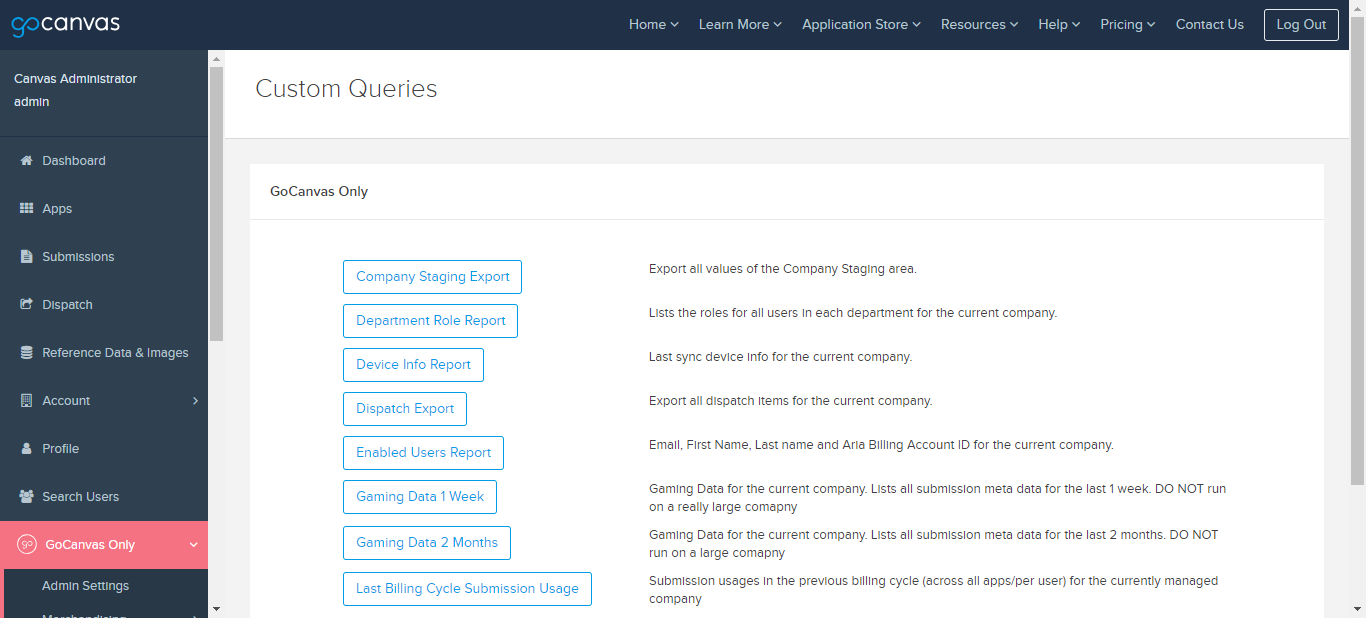 gocanvas
Home Learn More Application Store Resources Help Pricing Contact Us Log Out
Canvas Administrator
admin
Dashboard
Apps
Submissions
Dispatch
Reference Data & Images
Account
Profile
Search Users
go GoCanvas Only
Admin Settings
Merchandising
Custom Queries
GoCanvas Only
Company Staging Export
Export all values of the Company Staging area.
Department Role Report
Lists the roles for all users in each department for the current company.
Device Info Report
Last sync device info for the current company.
Dispatch Export
Export all dispatch items for the current company.
Enabled Users Report
Email, First Name, Last name and Aria Billing Account ID for the current company.
Gaming Data 1 Week
Gaming Data for the current company. Lists all submission meta data for the last 1 week. DO NOT run
on a really large comapny
Gaming Data 2 Months
Gaming Data for the current company. Lists all submission meta data for the last 2 months. DO NOT
run on a large comapny
Last Billing Cycle Submission Usage
Submission usages in the previous billing cycle (across all apps/per user) for the currently managed
company